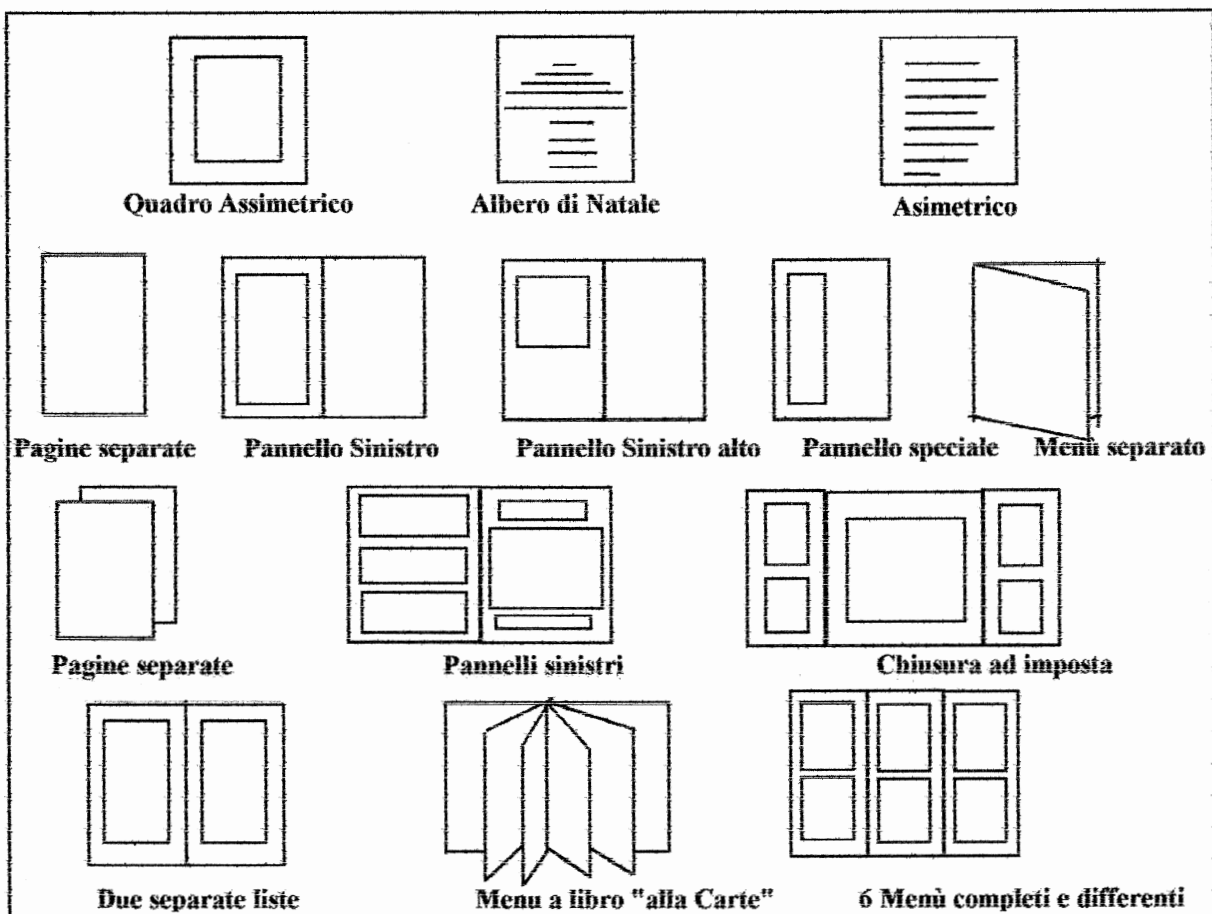 Quadro Assimetrico
Albero di Natale
Asimetrico
Pagine separate
Pannello Sinistro
Pannello Sinistro alto
Pannello speciale
Menù separato
Pagine separate
Pannelli sinistri
Chiusura ad imposta
Due separate liste
Menu a libro "alla Carte"
6 Menù completi e differenti